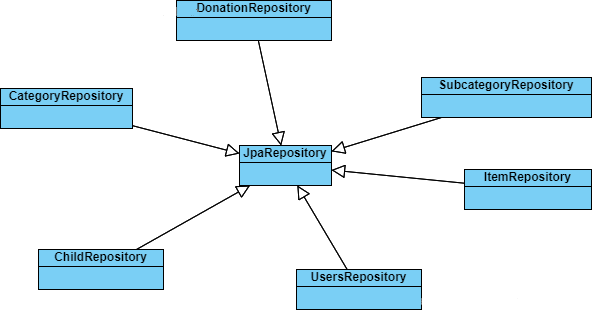 DonationRepository
CategoryRepository
SubcategoryRepository
JpaRepository
ItemRepository
ChildRepository
UsersRepository